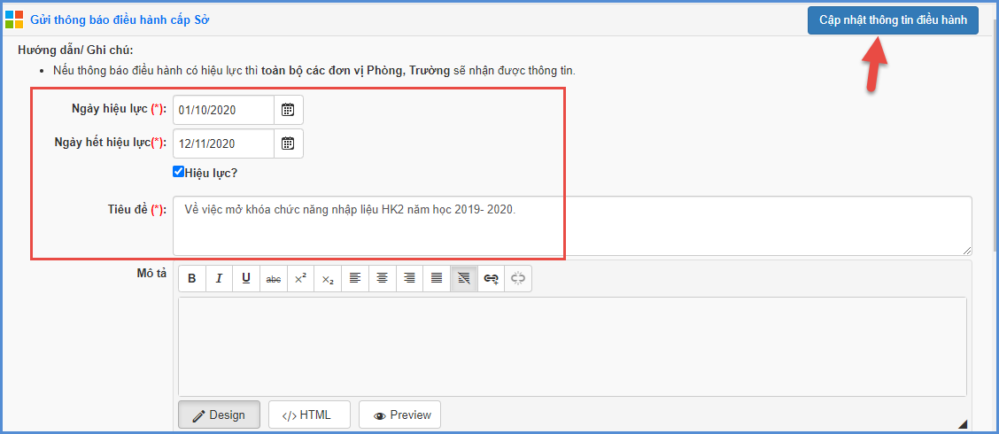 Gửi thông báo điều hành cấp Sở
Cập nhật thông tin điều hành
Hướng dẫn/ Ghi chú:
• Nếu thông báo điều hành có hiệu lực thì toàn bộ các đơn vị Phòng, Trường sẽ nhận được thông tin.
Ngày hiệu lực (*): 01/10/2020
Ngày hết hiệu lực(*): 12/11/2020
Hiệu lực?
Tiêu đề (*): Về việc mở khóa chức năng nhập liệu HK2 năm học 2019- 2020.
Mô tả
B I U abc x² x₂
Design </> HTML Preview